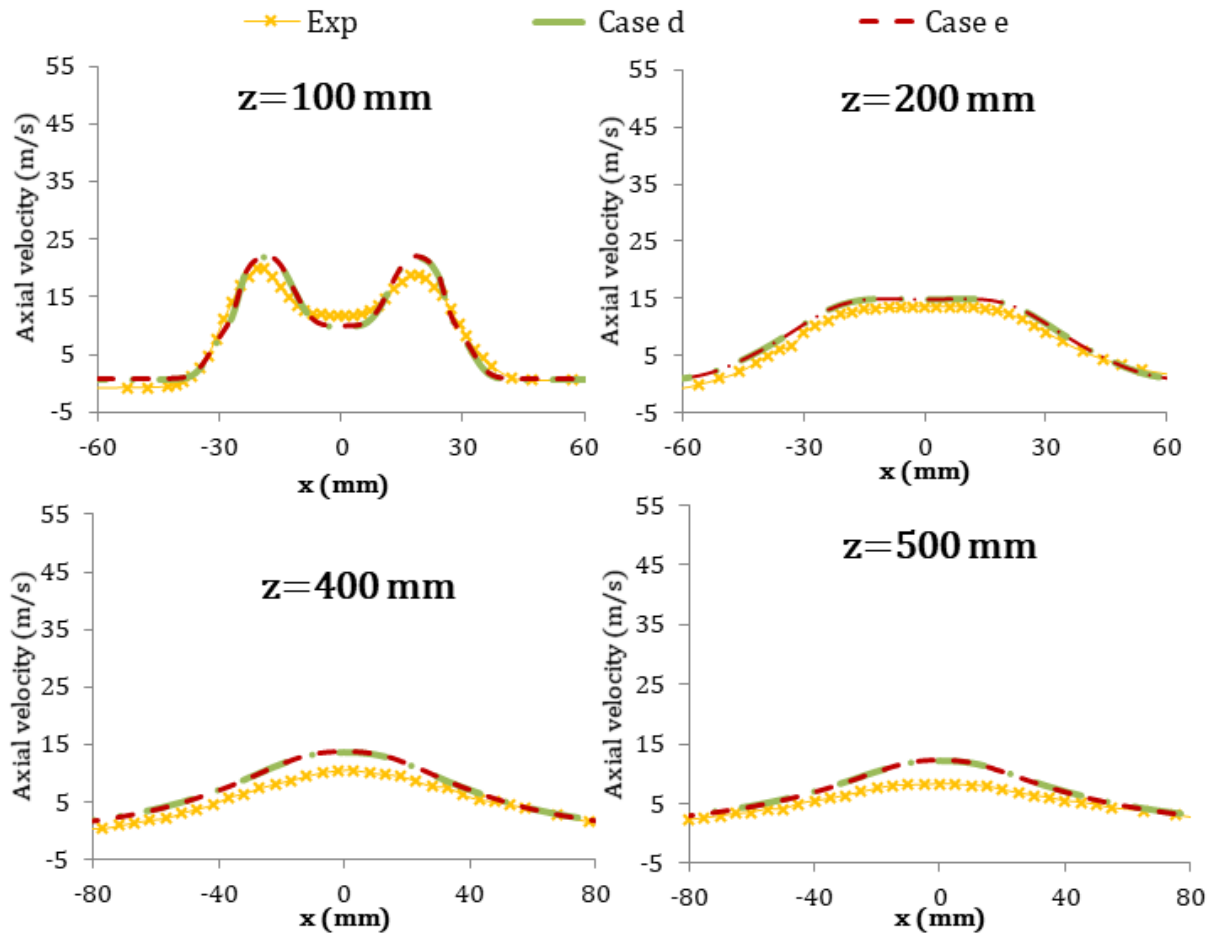 Exp Case d Case e
z=100 mm
Axial velocity (m/s)
55
45
35
25
15
5
-5
-60 -30 0 30 60
x (mm)
z=200 mm
Axial velocity (m/s)
55
45
35
25
15
5
-5
-60 -30 0 30 60
x (mm)
z=400 mm
Axial velocity (m/s)
55
45
35
25
15
5
-5
-80 -40 0 40 80
x (mm)
z=500 mm
Axial velocity (m/s)
55
45
35
25
15
5
-5
-80 -40 0 40 80
x (mm)